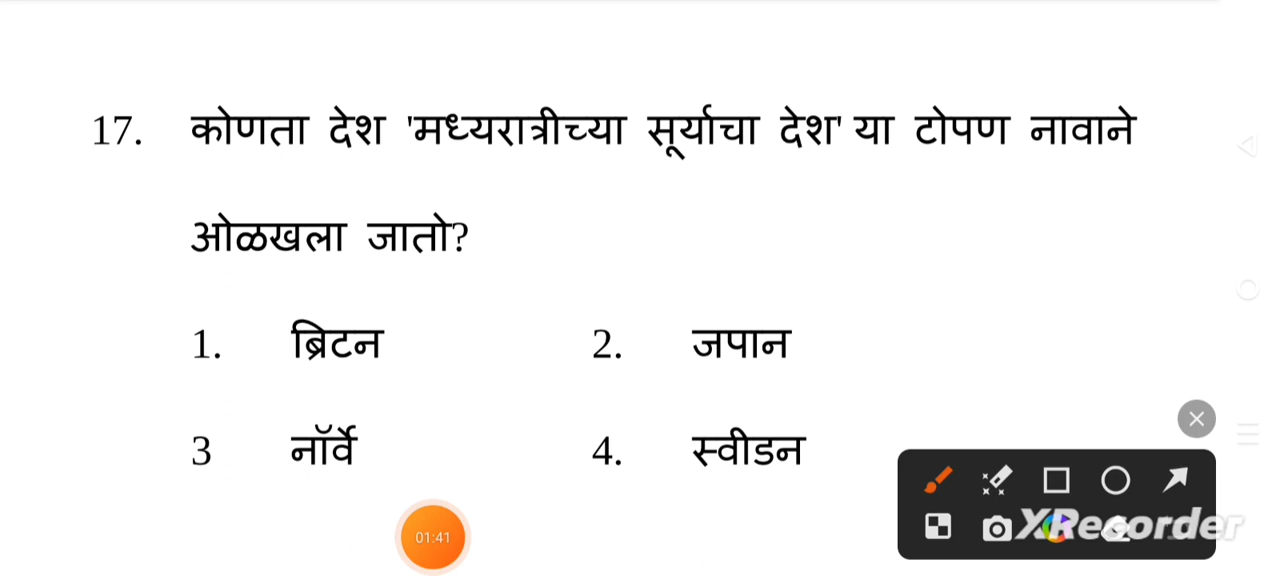 17. कोणता देश 'मध्यरात्रीच्या सूर्याचा देश' या टोपण नावाने
ओळखला जातो?
1. ब्रिटन 2. जपान
3 नॉर्वे 4. स्वीडन
01:41
XRecorder